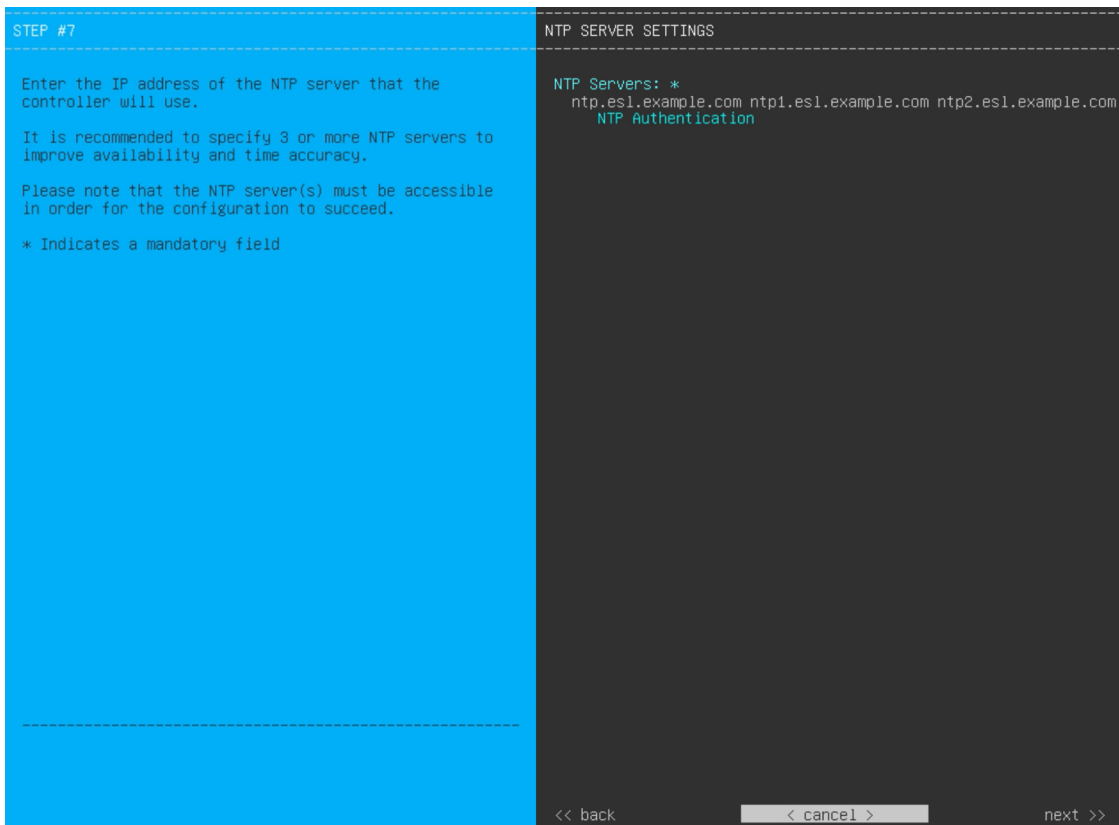 STEP #7
Enter the IP address of the NTP server that the
controller will use.
It is recommended to specify 3 or more NTP servers to
improve availability and time accuracy.
Please note that the NTP server(s) must be accessible
in order for the configuration to succeed.
* Indicates a mandatory field
NTP SERVER SETTINGS
NTP Servers: *
ntp.esl.example.com ntp1.esl.example.com ntp2.esl.example.com
NTP Authentication
<< back < cancel > next >>